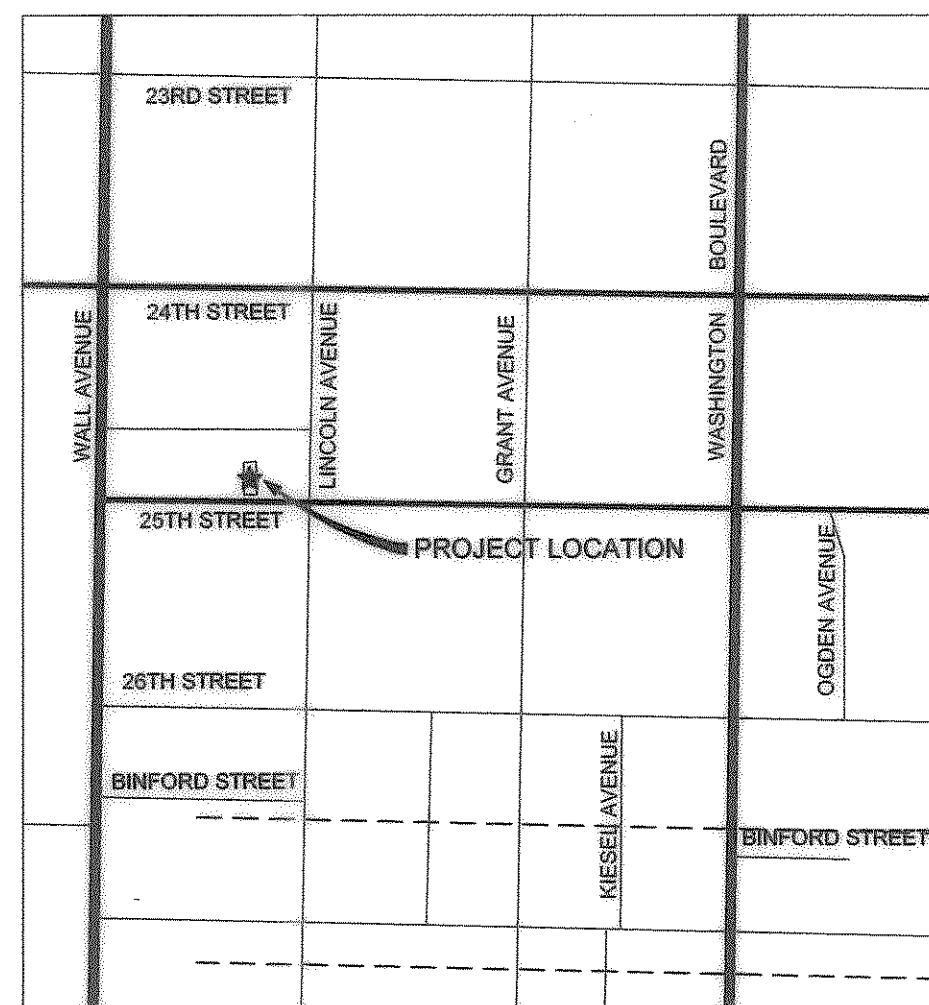 23RD STREET
BOULEVARD
24TH STREET
WALL AVENUE
LINCOLN AVENUE
GRANT AVENUE
WASHINGTON
25TH STREET
PROJECT LOCATION
OGDEN AVENUE
26TH STREET
BINFORD STREET
KIESEL AVENUE
BINFORD STREET